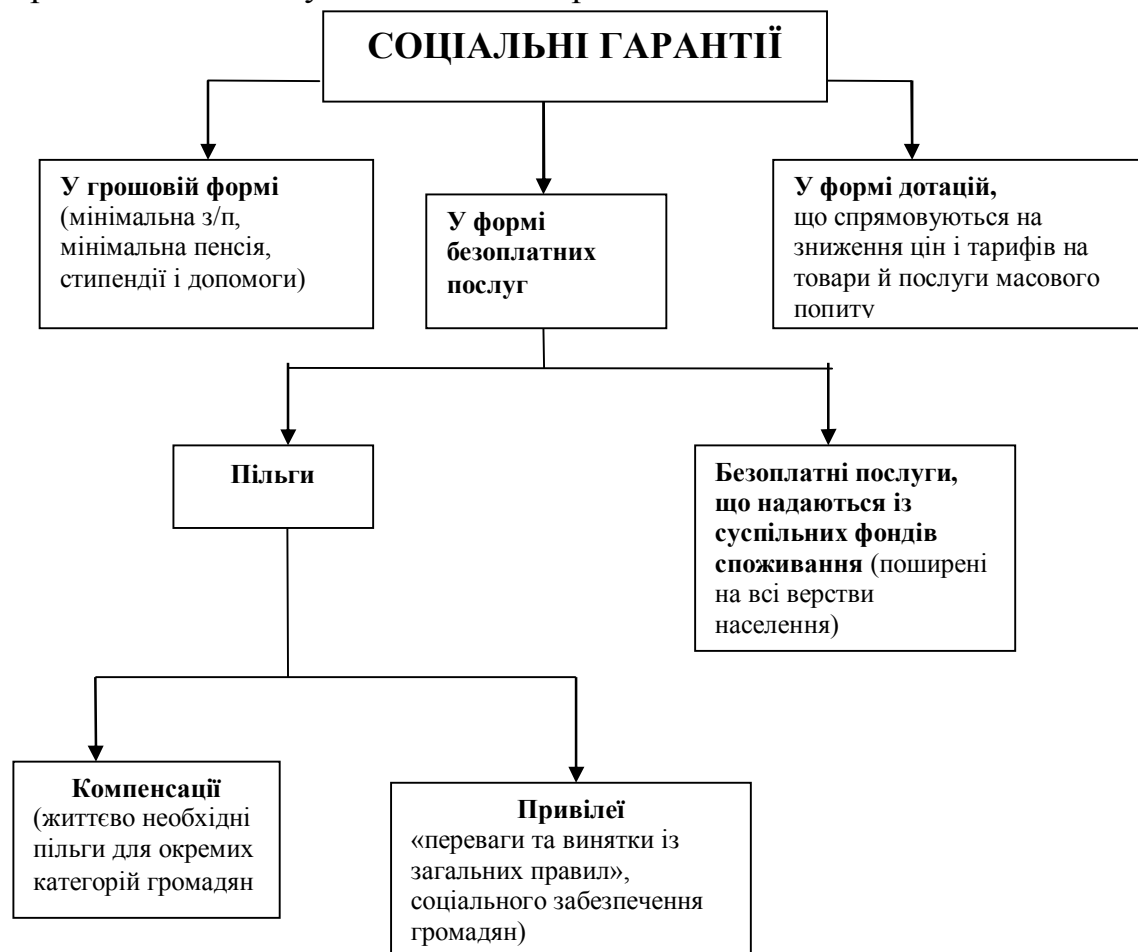 СОЦІАЛЬНІ ГАРАНТІЇ
У грошовій формі
(мінімальна з/п,
мінімальна пенсія,
стипендії і допомоги)
У формі
безоплатних
послуг
У формі дотацій,
що спрямовуються на
зниження цін і тарифів на
товари й послуги масового
попиту
Пільги
Безоплатні послуги,
що надаються із
суспільних фондів
споживання (поширені
на всі верстви
населення)
Компенсації
(життєво необхідні
пільги для окремих
категорій громадян
Привілеї
«переваги та винятки із
загальних правил»,
соціального забезпечення
громадян)